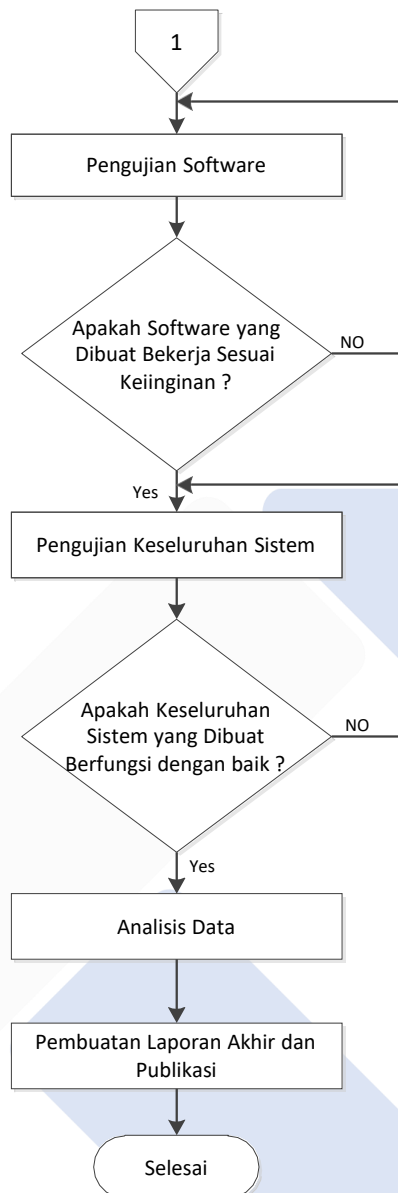 1
Pengujian Software
Apakah Software yang
Dibuat Bekerja Sesuai
Keiinginan ?
NO
Yes
Pengujian Keseluruhan Sistem
Apakah Keseluruhan
Sistem yang Dibuat
Berfungsi dengan baik ?
NO
Yes
Analisis Data
Pembuatan Laporan Akhir dan
Publikasi
Selesai